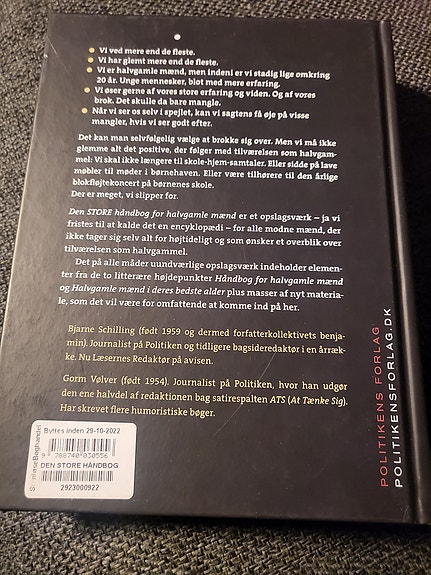 Vi ved mere end de fleste.
Vi har glemt mere end de fleste.
Vi er halvgamle mænd, men indeni er vi stadig lige omkring
20 år. Unge mennesker, blot med mere erfaring.
Vi øser gerne af vores store erfaring og viden. Og af vores
brok. Det skulle da bare mangle.
Når vi ser os selv i spejlet, kan vi sagtens få øje på visse
mangler, hvis vi ser godt efter.
Det kan man selvfølgelig vælge at brokke sig over. Men vi må ikke
glemme alt det positive, der følger med tilværelsen som halvgam-
mel: Vi skal ikke længere til skole-hjem-samtaler. Eller sidde på lave
møbler til møder i børnehaven. Eller være tilhørere til den årlige
blokfløjtekoncert på børnenes skole.
Der er meget, vi slipper for.
Den STORE håndbog for halvgamle mænd er et opslagsværk – ja vi
fristes til at kalde det en encyklopædi – for alle modne mænd, der
ikke tager sig selv alt for højtideligt og som ønsker et overblik over
tilværelsen som halvgammel.
Det på alle måder uundværlige opslagsværk indeholder elemen-
ter fra de to litterære højdepunkter Håndbog for halvgamle mænd
og Halvgamle mænd i deres bedste alder plus masser af nyt materia-
le, som det vil være for omfattende at komme ind på her.
Bjarne Schilling (født 1959 og dermed forfatterkollektivets benja-
min). Journalist på Politiken og tidligere bagsideredaktør i en årræk-
ke. Nu Læsernes Redaktør på avisen.
Gorm Vølver (født 1954). Journalist på Politiken, hvor han udgør
den ene halvdel af redaktionen bag satirespalten ATS (At Tænke Sig).
Har skrevet flere humoristiske bøger.
Byttes inden 29-10-2022
9 788740 030556
DEN STORE HÅNDBOG
2923000922
POLITIKENS FORLAG
POLITIKENSFORLAG.DK